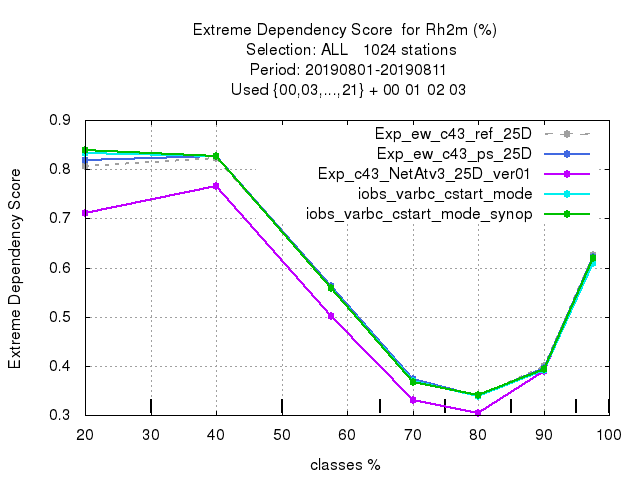 Extreme Dependency Score  for Rh2m (%)
Selection: ALL   1024 stations
Period: 20190801-20190811
Used {00,03,...,21} + 00 01 02 03
Extreme Dependency Score
0.9
0.8
0.7
0.6
0.5
0.4
0.3
Exp_ew_c43_ref_25D
Exp_ew_c43_ps_25D
Exp_c43_NetAtv3_25D_ver01
iobs_varbc_cstart_mode
iobs_varbc_cstart_mode_synop
20 30 40 50 60 70 80 90 100
classes %